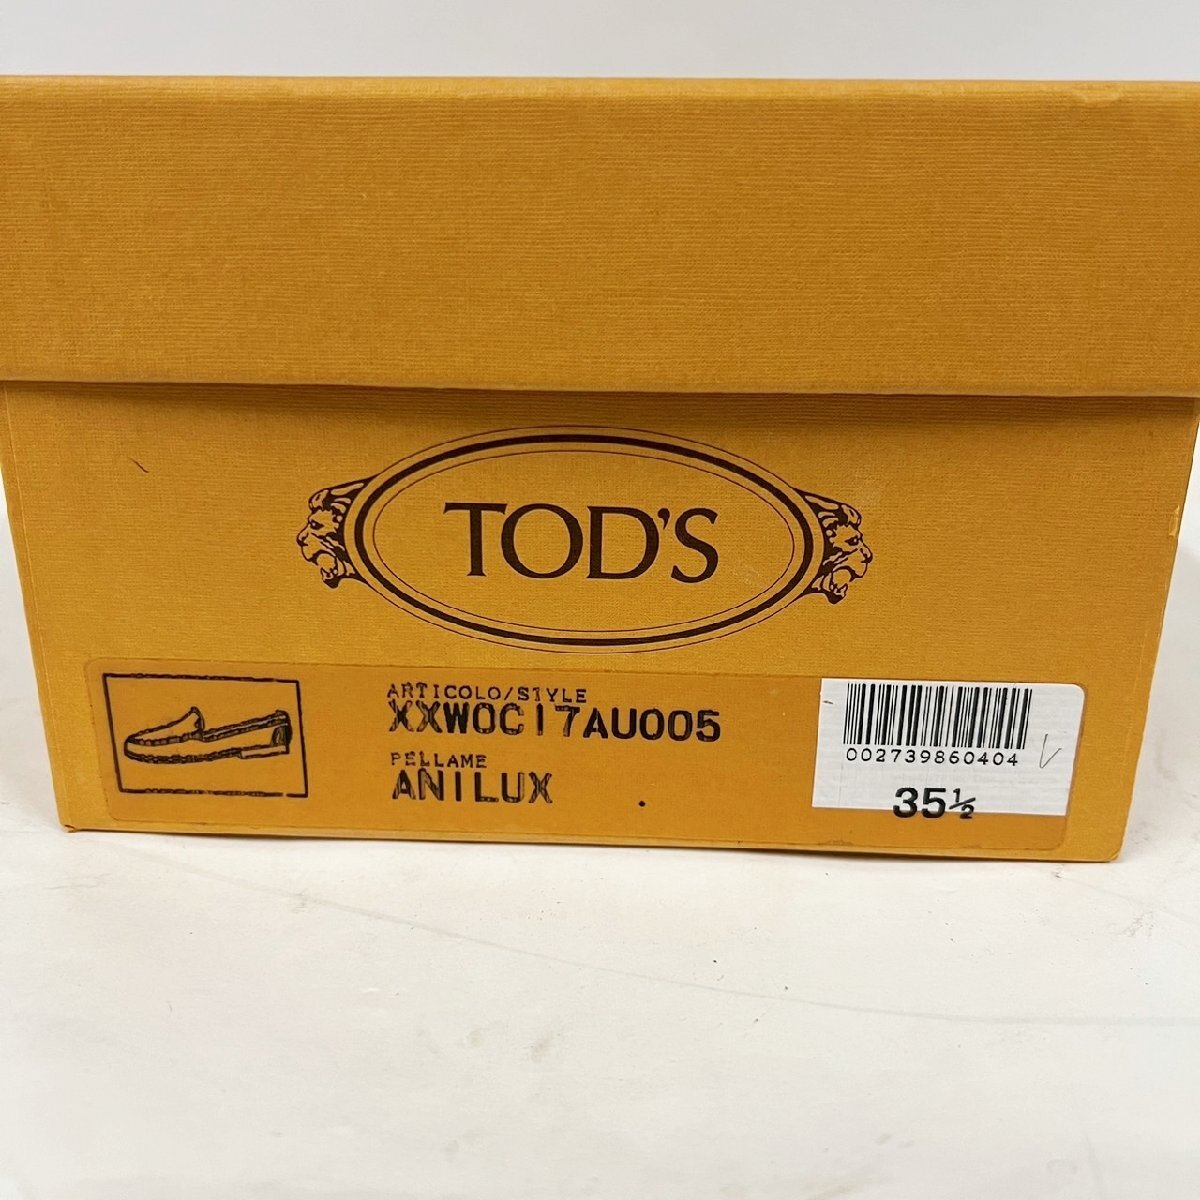 TOD'S
ARTICOLO/STYLE
XXW0C17AU005
PELLAME
ANILUX
002739860404
35½